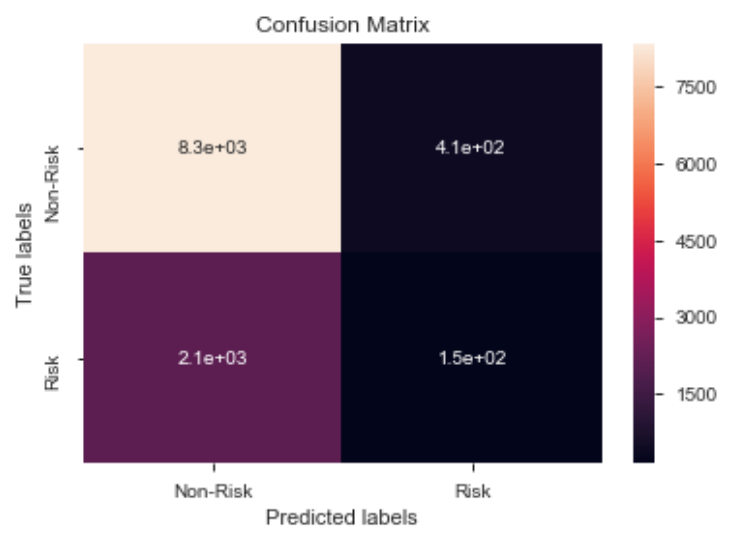 Confusion Matrix
True labels
Non-Risk
Risk
8.3e+03
4.1e+02
2.1e+03
1.5e+02
Non-Risk
Risk
Predicted labels
7500
6000
4500
3000
1500